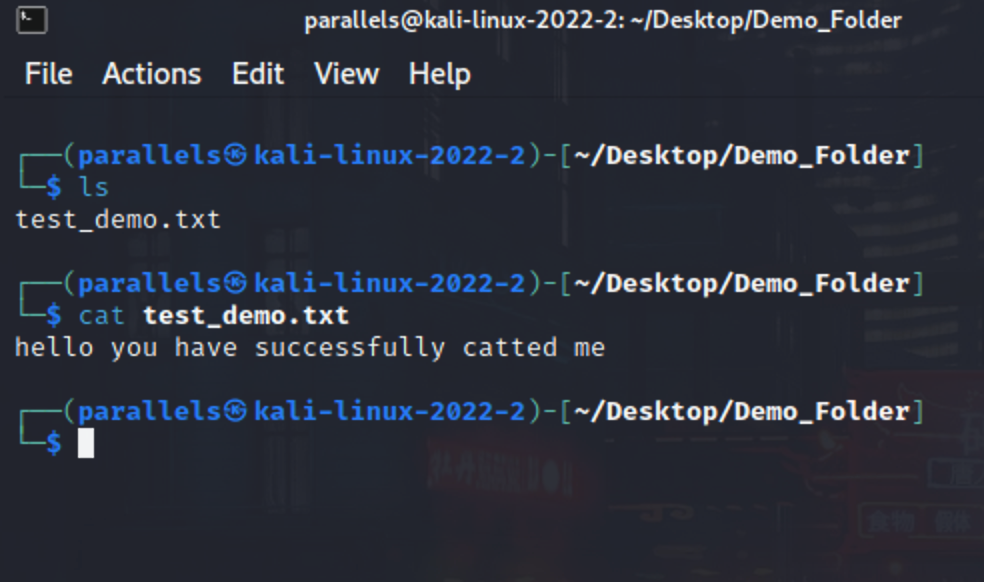 parallels@kali-linux-2022-2: ~/Desktop/Demo_Folder
File Actions Edit View Help
┌──(parallels㉿kali-linux-2022-2)-[~/Desktop/Demo_Folder]
└─$ ls
test_demo.txt
┌──(parallels㉿kali-linux-2022-2)-[~/Desktop/Demo_Folder]
└─$ cat test_demo.txt
hello you have successfully catted me
┌──(parallels㉿kali-linux-2022-2)-[~/Desktop/Demo_Folder]
└─$
食物